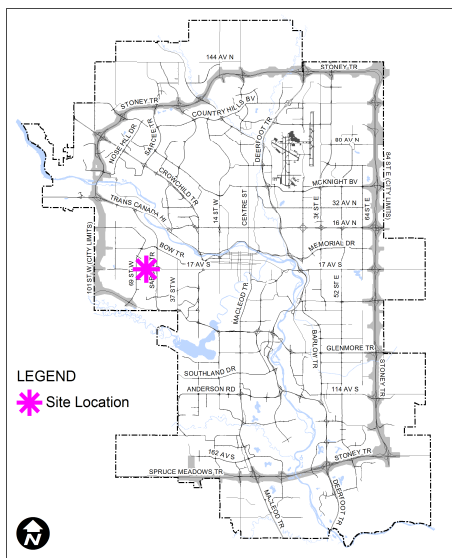 144 AV N
STONEY TR
STONEY TR
COUNTRY HILLS BV
NOSE HILL DR
SARCEE TR
DEERFOOT TR
80 AV N
CROWCHILD TR
MCKNIGHT BV
84 ST E (CITY LIMITS)
TRANS CANADA H
14 ST W
CENTRE ST
36 ST E
32 AV N
64 ST E
16 AV N
BOW TR
MEMORIAL DR
17 AV S
17 AV S
101 ST W (CITY LIMITS)
69 ST W
SARCEE TR
37 ST W
MACLEOD TR
52 ST E
BARLOW TR
GLENMORE TR
LEGEND
Site Location
SOUTHLAND DR
ANDERSON RD
114 AV S
STONEY TR
162 AV S
STONEY TR
SPRUCE MEADOWS TR
MACLEOD TR
DEERFOOT TR
N